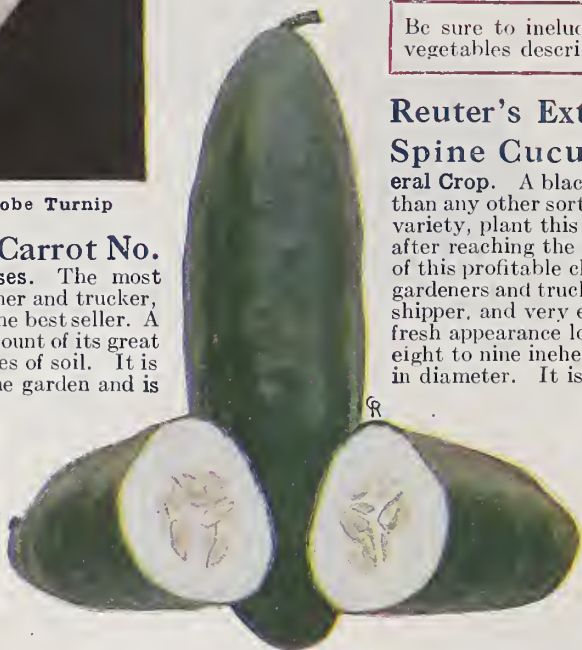 obe Turnip
Carrot No.
ses. The most
ner and trucker,
he best seller. A
ount of its great
es of soil. It is
ne garden and is
Be sure to includ
vegetables descri
Reuter's Ext
Spine Cucu
eral Crop. A blac
than any other sort
variety, plant this
after reaching the
of this profitable cl
gardeners and truck
shipper, and very e
fresh appearance lo
eight to nine inches
in diameter. It is